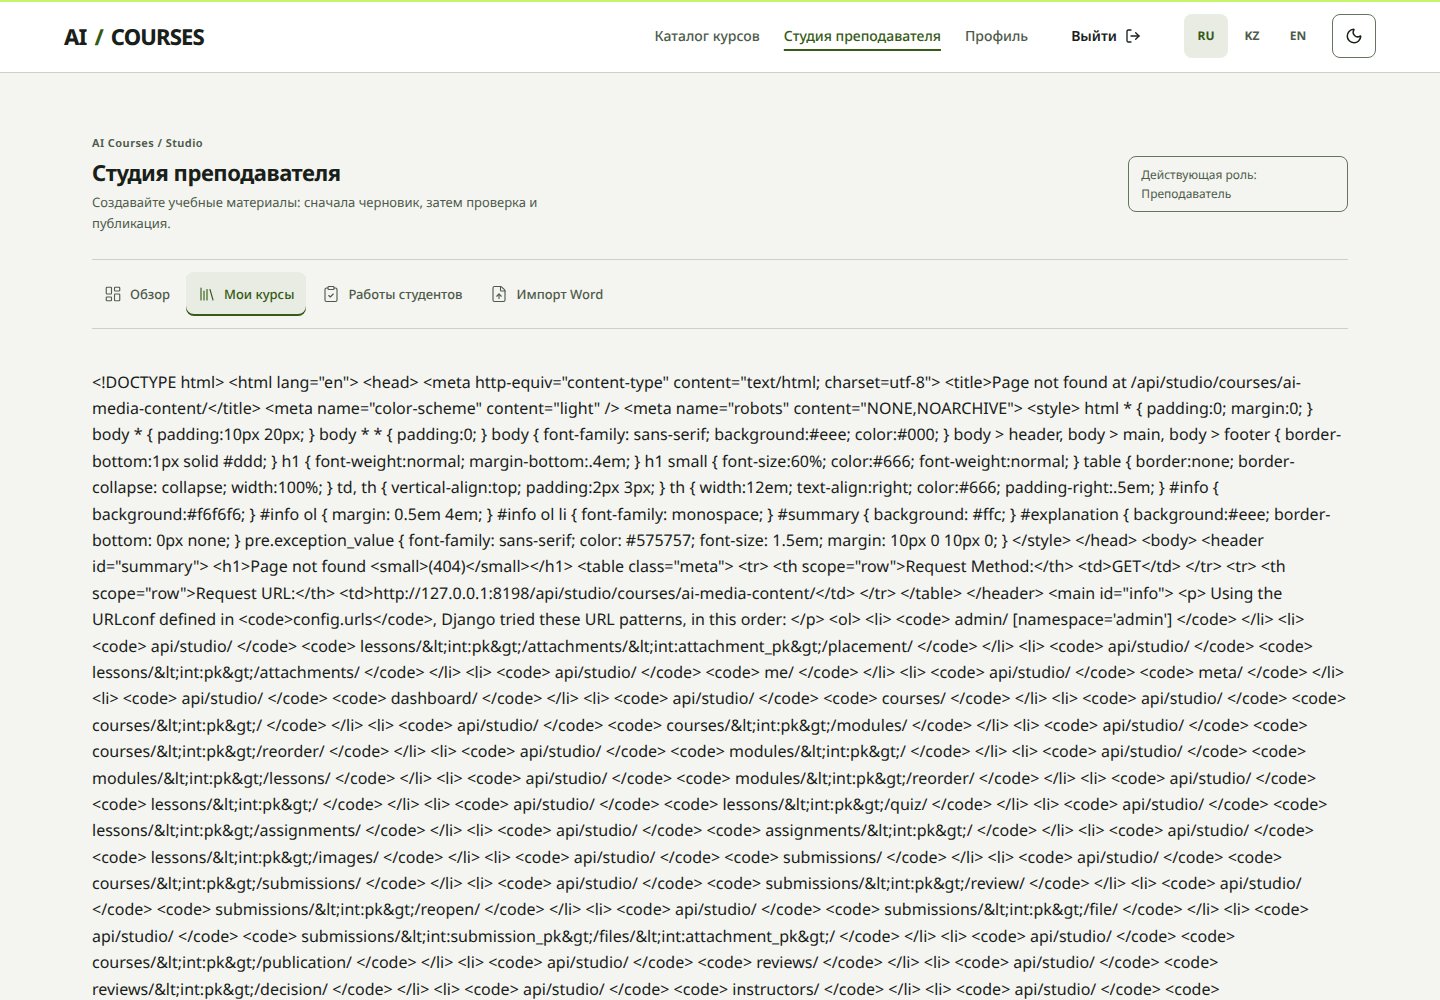 AI / COURSES
Каталог курсов
Студия преподавателя
Профиль
Выйти
RU
KZ
EN
AI Courses / Studio
Студия преподавателя
Создавайте учебные материалы: сначала черновик, затем проверка и
публикация.
Действующая роль:
Преподаватель
Обзор
Мои курсы
Работы студентов
Импорт Word
<!DOCTYPE html> <html lang="en"> <head> <meta http-equiv="content-type" content="text/html; charset=utf-8"> <title>Page not found at /api/studio/courses/ai-
media-content/</title> <meta name="color-scheme" content="light" /> <meta name="robots" content="NONE,NOARCHIVE"> <style> html * { padding:0; margin:0; }
body * { padding:10px 20px; } body * * { padding:0; } body { font-family: sans-serif; background:#eee; color:#000; } body > header, body > main, body > footer { border-
bottom:1px solid #ddd; } h1 { font-weight:normal; margin-bottom:.4em; } h1 small { font-size:60%; color:#666; font-weight:normal; } table { border:none; border-
collapse: collapse; width:100%; } td, th { vertical-align:top; padding:2px 3px; } th { width:12em; text-align:right; color:#666; padding-right:.5em; } #info {
background:#f6f6f6; } #info ol { margin: 0.5em 4em; } #info ol li { font-family: monospace; } #summary { background: #ffc; } #explanation { background:#eee; border-
bottom: 0px none; } pre.exception_value { font-family: sans-serif; color: #575757; font-size: 1.5em; margin: 10px 0 10px 0; } </style> </head> <body> <header
id="summary"> <h1>Page not found <small>(404)</small></h1> <table class="meta"> <tr> <th scope="row">Request Method:</th> <td>GET</td> </tr> <tr> <th
scope="row">Request URL:</th> <td>http://127.0.0.1:8198/api/studio/courses/ai-media-content/</td> </tr> </table> </header> <main id="info"> <p> Using the
URLconf defined in <code>config.urls</code>, Django tried these URL patterns, in this order: </p> <ol> <li> <code> admin/ [namespace='admin'] </code> </li> <li>
<code> api/studio/ </code> <code> lessons/&lt;int:pk&gt;/attachments/&lt;int:attachment_pk&gt;/placement/ </code> </li> <li> <code> api/studio/ </code> <code>
lessons/&lt;int:pk&gt;/attachments/ </code> </li> <li> <code> api/studio/ </code> <code> me/ </code> </li> <li> <code> api/studio/ </code> <code> meta/ </code> </li>
<li> <code> api/studio/ </code> <code> dashboard/ </code> </li> <li> <code> api/studio/ </code> <code> courses/ </code> </li> <li> <code> api/studio/ </code> <code>
courses/&lt;int:pk&gt;/ </code> </li> <li> <code> api/studio/ </code> <code> courses/&lt;int:pk&gt;/modules/ </code> </li> <li> <code> api/studio/ </code> <code>
courses/&lt;int:pk&gt;/reorder/ </code> </li> <li> <code> api/studio/ </code> <code> modules/&lt;int:pk&gt;/ </code> </li> <li> <code> api/studio/ </code> <code>
modules/&lt;int:pk&gt;/lessons/ </code> </li> <li> <code> api/studio/ </code> <code> modules/&lt;int:pk&gt;/reorder/ </code> </li> <li> <code> api/studio/ </code>
<code> lessons/&lt;int:pk&gt;/ </code> </li> <li> <code> api/studio/ </code> <code> lessons/&lt;int:pk&gt;/quiz/ </code> </li> <li> <code> api/studio/ </code> <code>
lessons/&lt;int:pk&gt;/assignments/ </code> </li> <li> <code> api/studio/ </code> <code> assignments/&lt;int:pk&gt;/ </code> </li> <li> <code> api/studio/ </code>
<code> lessons/&lt;int:pk&gt;/images/ </code> </li> <li> <code> api/studio/ </code> <code> submissions/ </code> </li> <li> <code> api/studio/ </code> <code>
courses/&lt;int:pk&gt;/submissions/ </code> </li> <li> <code> api/studio/ </code> <code> submissions/&lt;int:pk&gt;/review/ </code> </li> <li> <code> api/studio/
</code> <code> submissions/&lt;int:pk&gt;/reopen/ </code> </li> <li> <code> api/studio/ </code> <code> submissions/&lt;int:pk&gt;/file/ </code> </li> <li> <code>
api/studio/ </code> <code> submissions/&lt;int:submission_pk&gt;/files/&lt;int:attachment_pk&gt;/ </code> </li> <li> <code> api/studio/ </code> <code>
courses/&lt;int:pk&gt;/publication/ </code> </li> <li> <code> api/studio/ </code> <code> reviews/ </code> </li> <li> <code> api/studio/ </code> <code>
reviews/&lt;int:pk&gt;/decision/ </code> </li> <li> <code> api/studio/ </code> <code> instructors/ </code> </li> <li> <code> api/studio/ </code> <code>